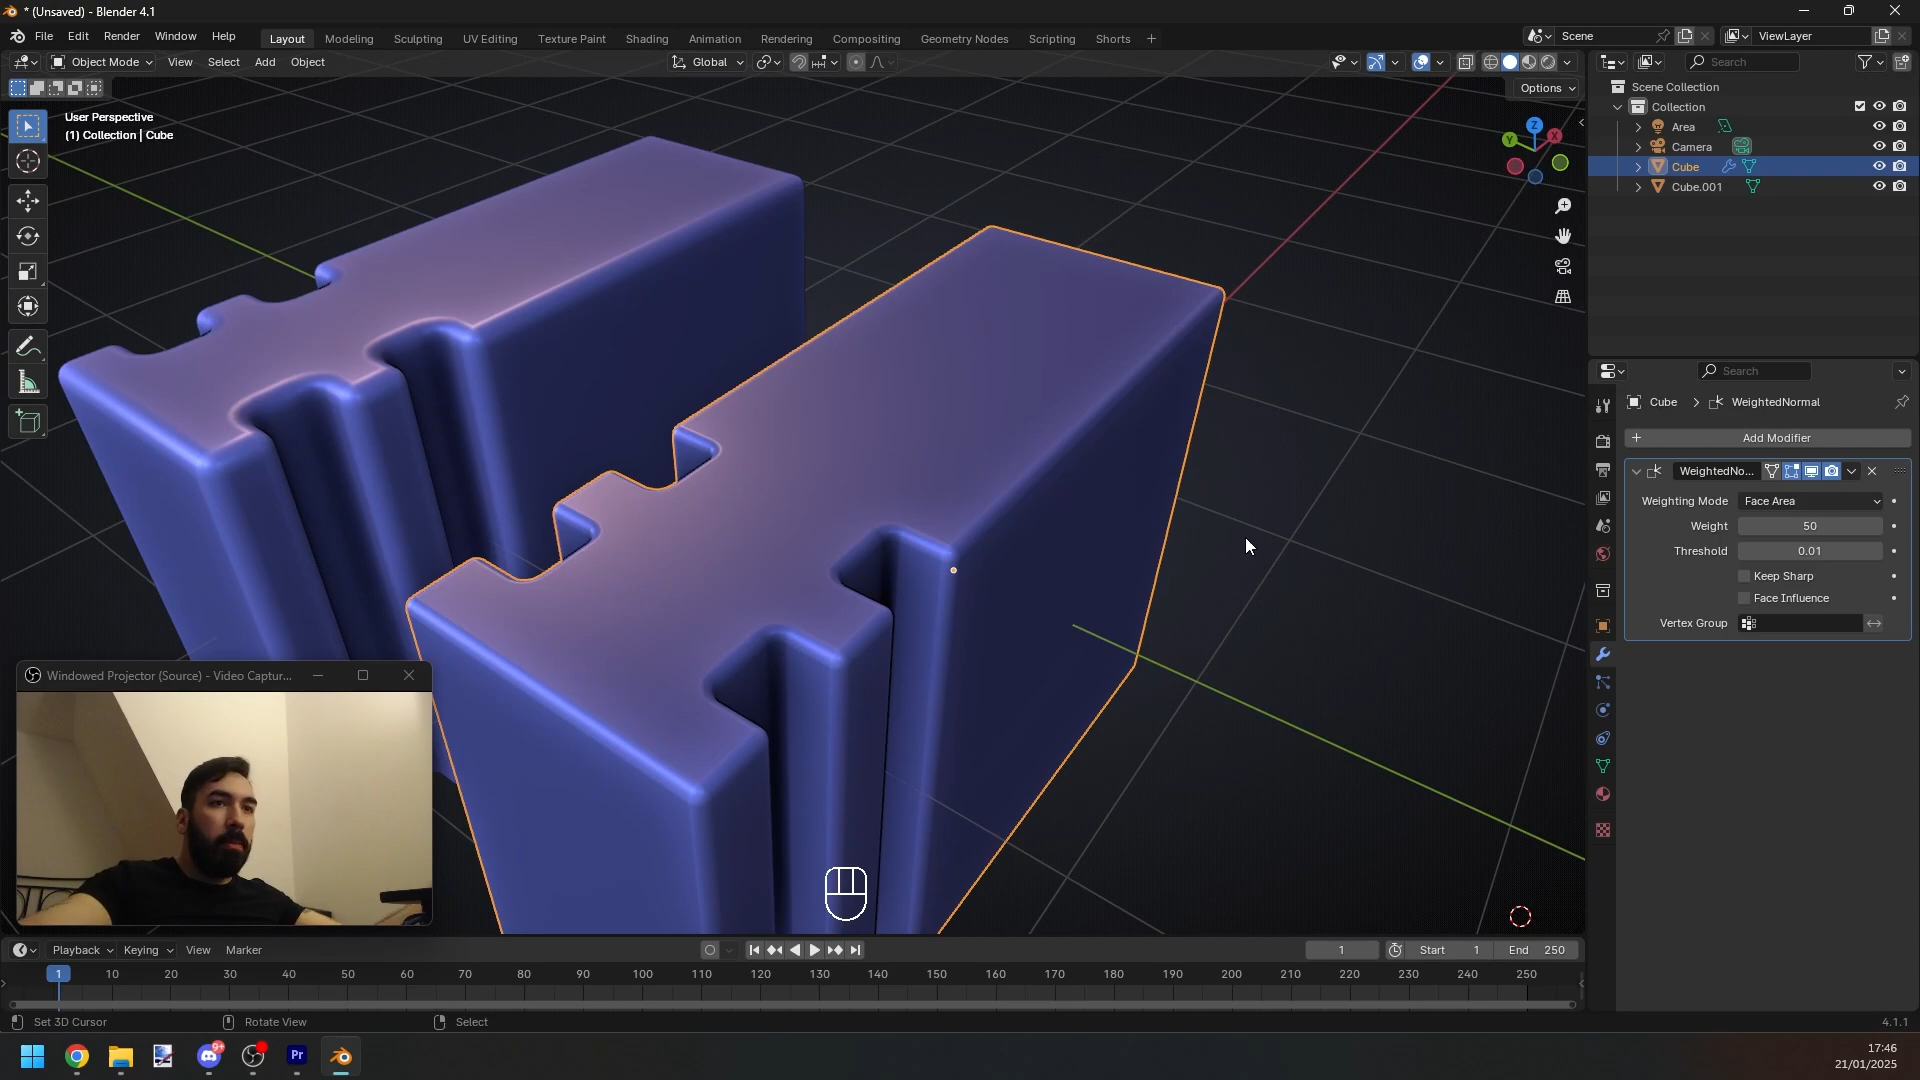 * (Unsaved) - Blender 4.1
File Edit Render Window Help
Layout Modeling Sculpting UV Editing Texture Paint Shading Animation Rendering Compositing Geometry Nodes Scripting Shorts +
Scene
ViewLayer
Object Mode View Select Add Object
Global
Search
Options
User Perspective
(1) Collection | Cube
Z
Y
X
Scene Collection
Collection
Area
Camera
Cube
Cube.001
Search
Cube > WeightedNormal
+ Add Modifier
WeightedNo...
Weighting Mode Face Area
Weight 50
Threshold 0.01
Keep Sharp
Face Influence
Vertex Group
Windowed Projector (Source) - Video Captur...
Playback Keying View Marker
1 Start 1 End 250
1 10 20 30 40 50 60 70 80 90 100 110 120 130 140 150 160 170 180 190 200 210 220 230 240 250
Set 3D Cursor Rotate View Select
4.1.1
9+
Pr
17:46
21/01/2025